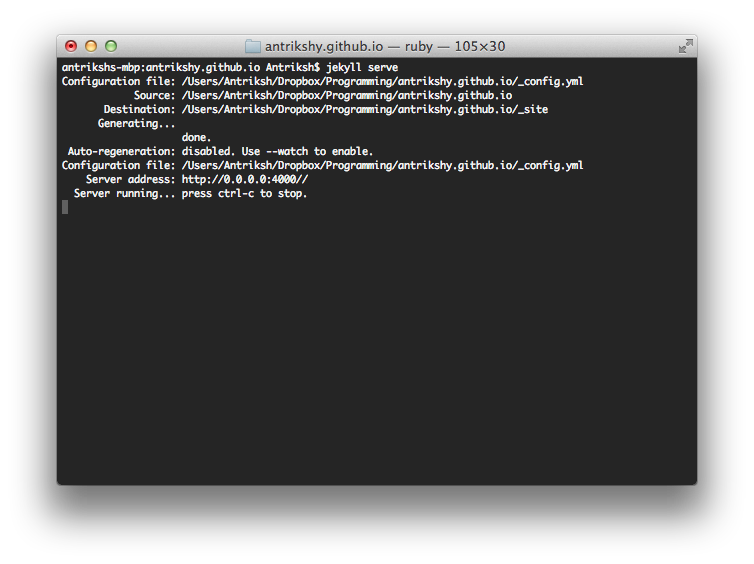 antrikshy.github.io — ruby — 105×30
antrikshs-mbp:antrikshy.github.io Antriksh$ jekyll serve
Configuration file: /Users/Antriksh/Dropbox/Programming/antrikshy.github.io/_config.yml
Source: /Users/Antriksh/Dropbox/Programming/antrikshy.github.io
Destination: /Users/Antriksh/Dropbox/Programming/antrikshy.github.io/_site
Generating...
done.
Auto-regeneration: disabled. Use --watch to enable.
Configuration file: /Users/Antriksh/Dropbox/Programming/antrikshy.github.io/_config.yml
Server address: http://0.0.0.0:4000//
Server running... press ctrl-c to stop.